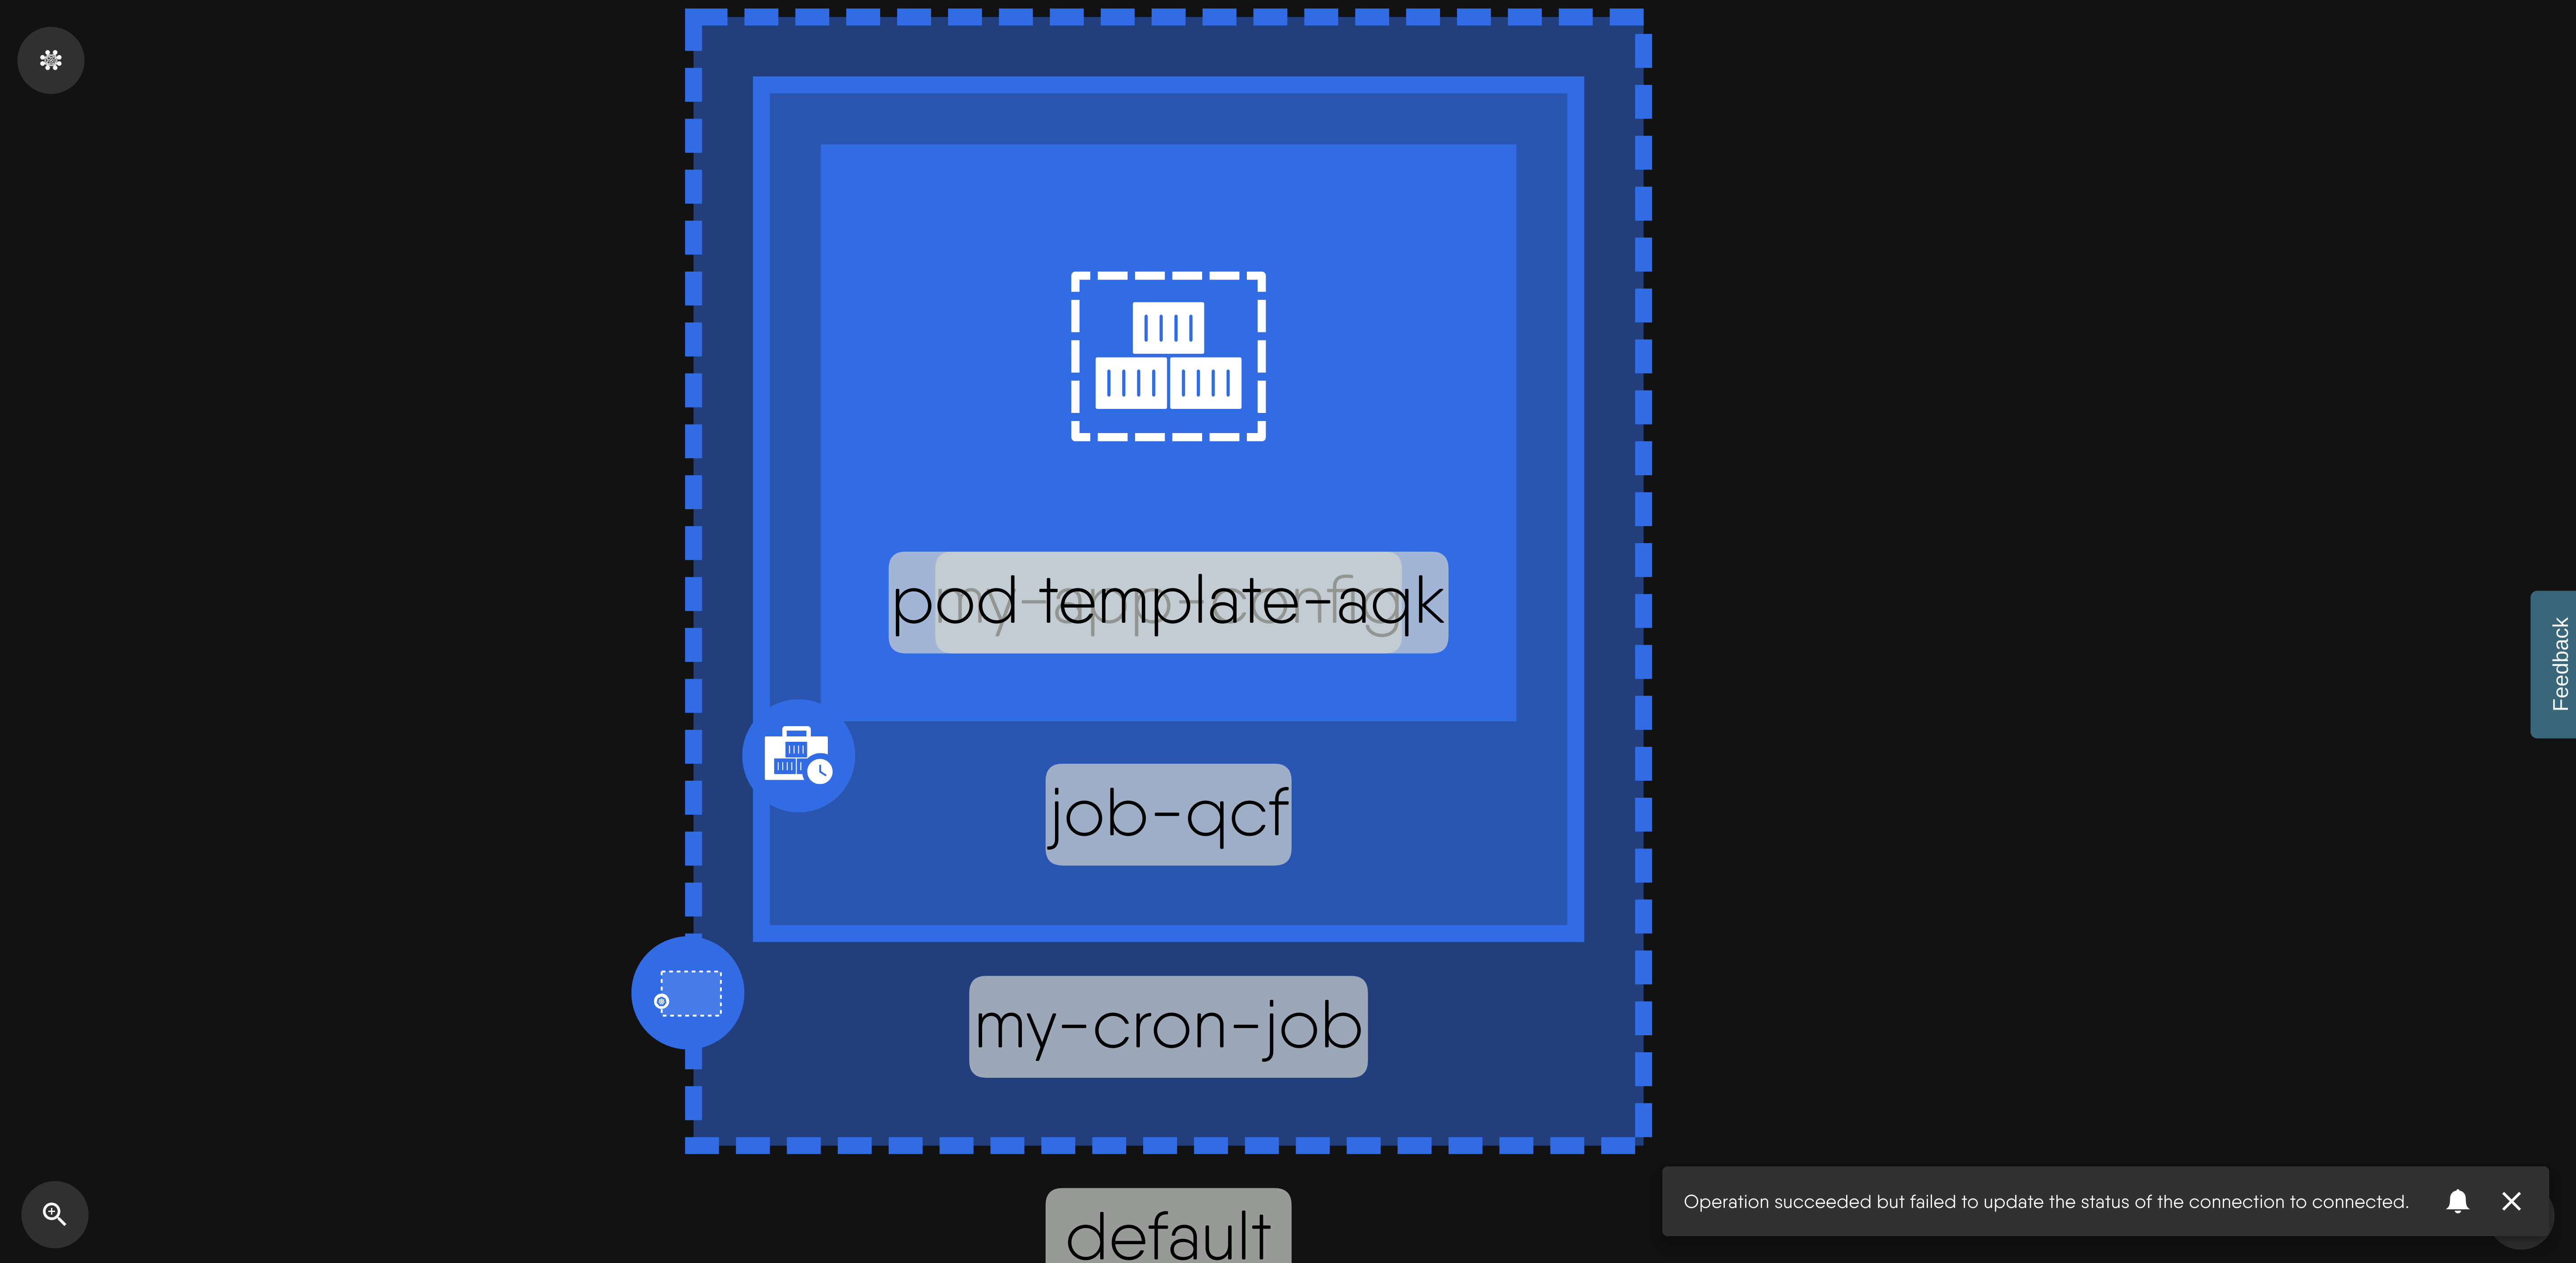 pod-template-aqk
my-app-config
job-qcf
my-cron-job
default
Feedback
Operation succeeded but failed to update the status of the connection to connected.